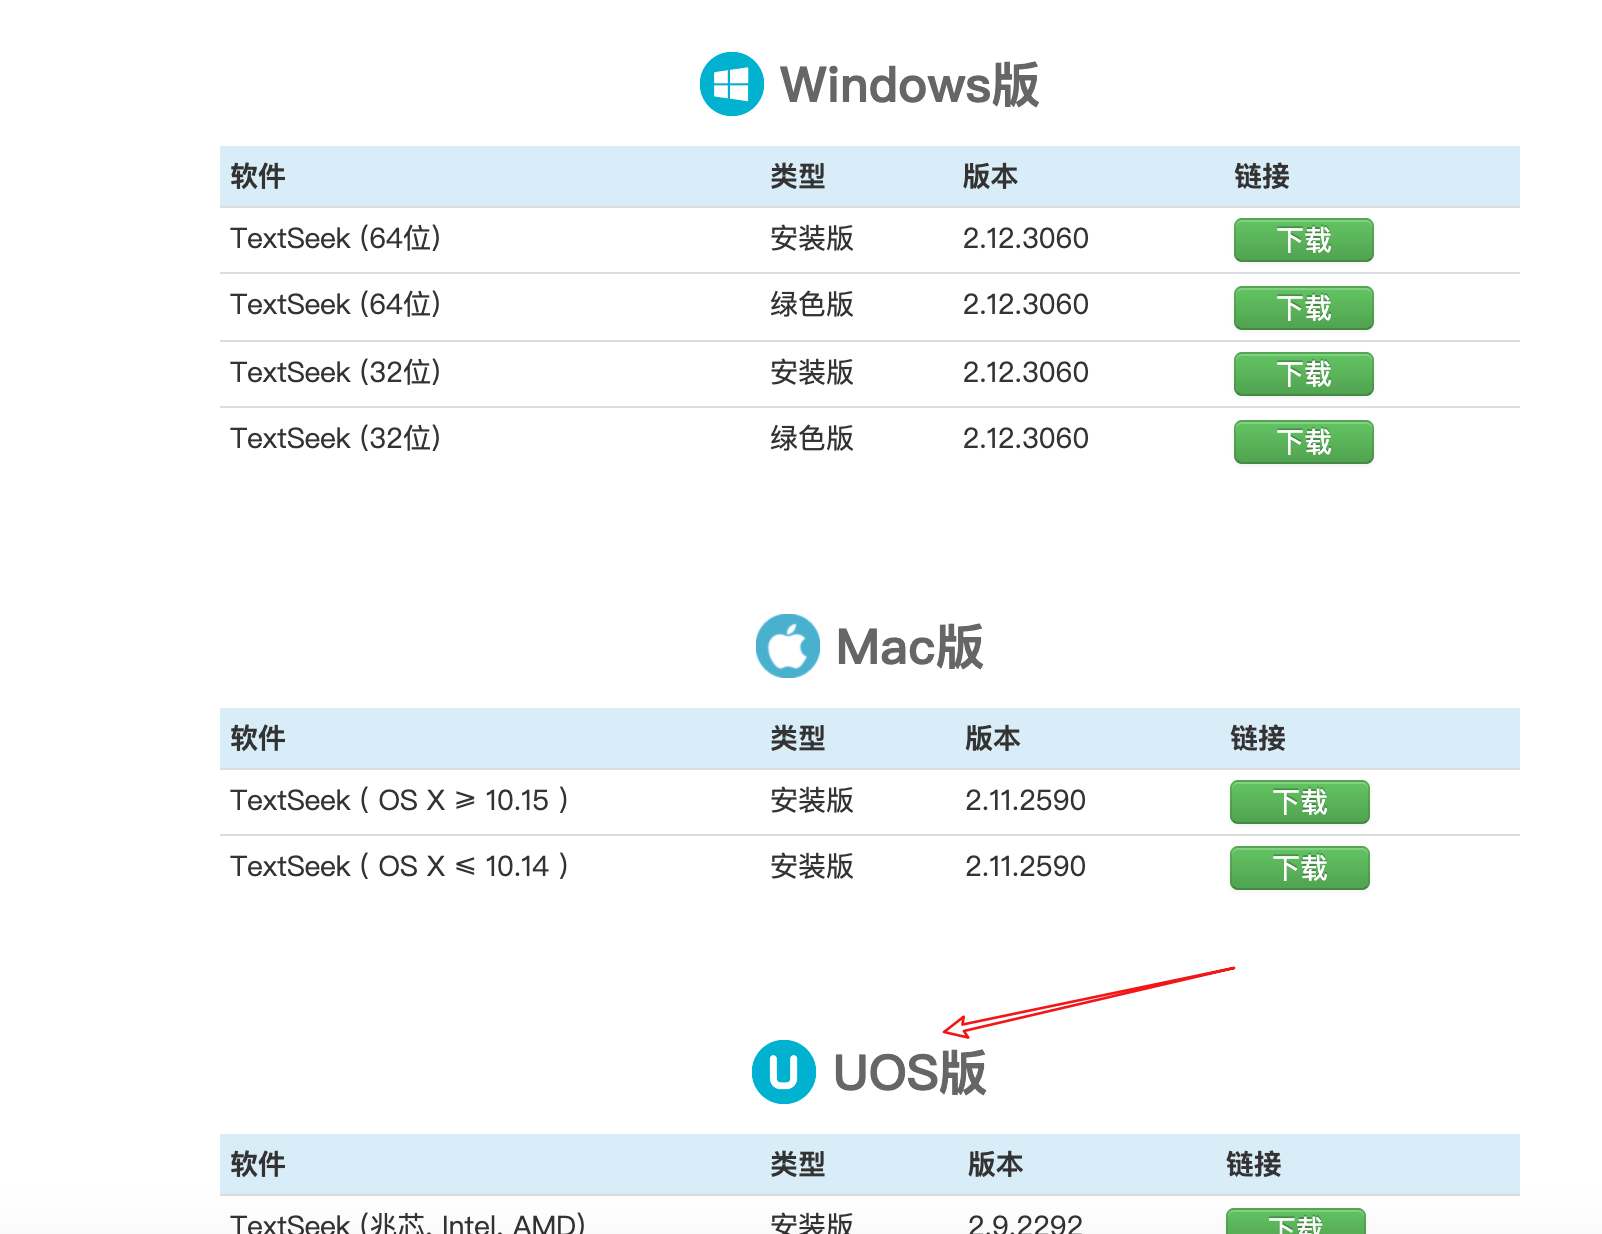 Windows版
软件 类型 版本 链接
TextSeek (64位) 安装版 2.12.3060 下载
TextSeek (64位) 绿色版 2.12.3060 下载
TextSeek (32位) 安装版 2.12.3060 下载
TextSeek (32位) 绿色版 2.12.3060 下载
Mac版
软件 类型 版本 链接
TextSeek ( OS X ⩾ 10.15 ) 安装版 2.11.2590 下载
TextSeek ( OS X ⩽ 10.14 ) 安装版 2.11.2590 下载
U UOS版
软件 类型 版本 链接
TextSeek (兆芯, Intel, AMD) 安装版 2.9.2292 下载